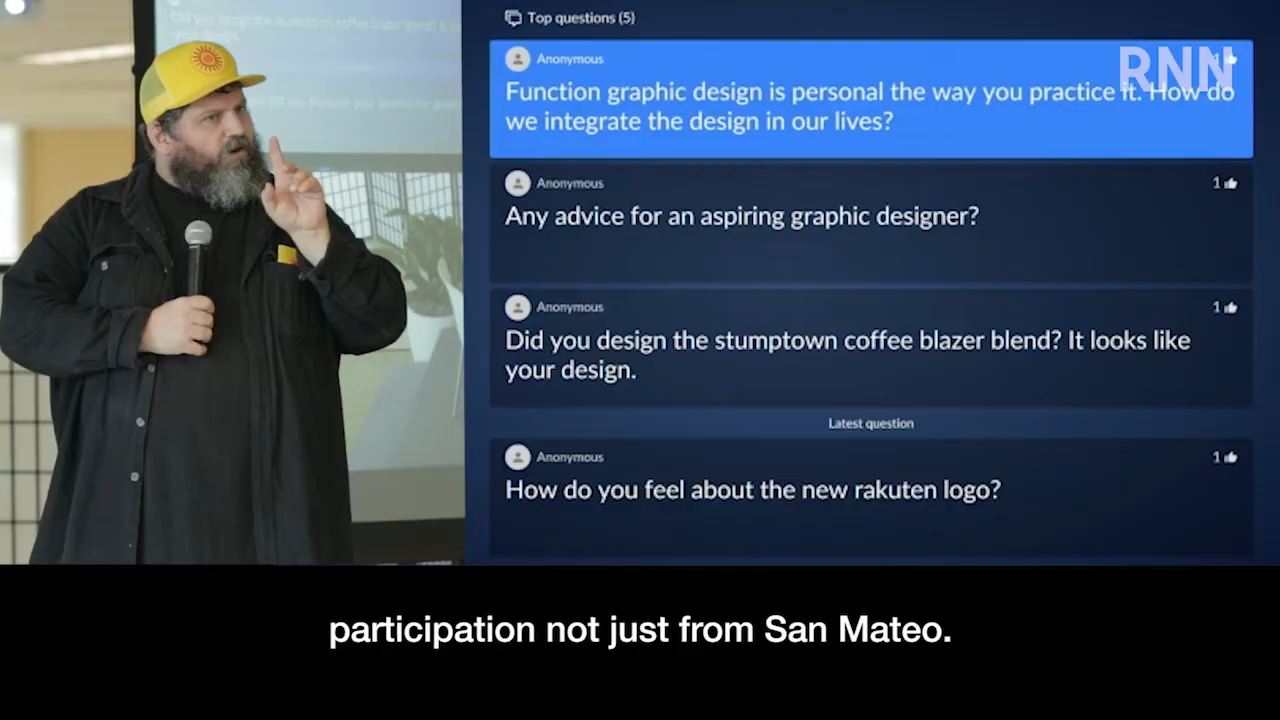 Top questions (5)
RNN
Anonymous
Function graphic design is personal the way you practice it. How do
we integrate the design in our lives?
Anonymous
1
Any advice for an aspiring graphic designer?
Anonymous
1
Did you design the stumptown coffee blazer blend? It looks like
your design.
Latest question
Anonymous
1
How do you feel about the new rakuten logo?
participation not just from San Mateo.